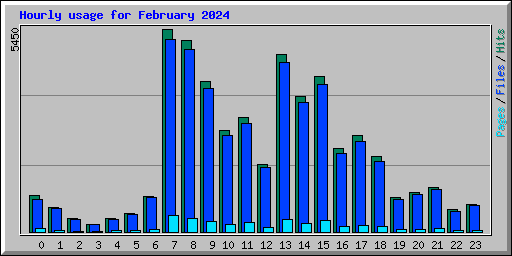 Hourly usage for February 2024
5450
Pages / Files / Hits
0 1 2 3 4 5 6 7 8 9 10 11 12 13 14 15 16 17 18 19 20 21 22 23